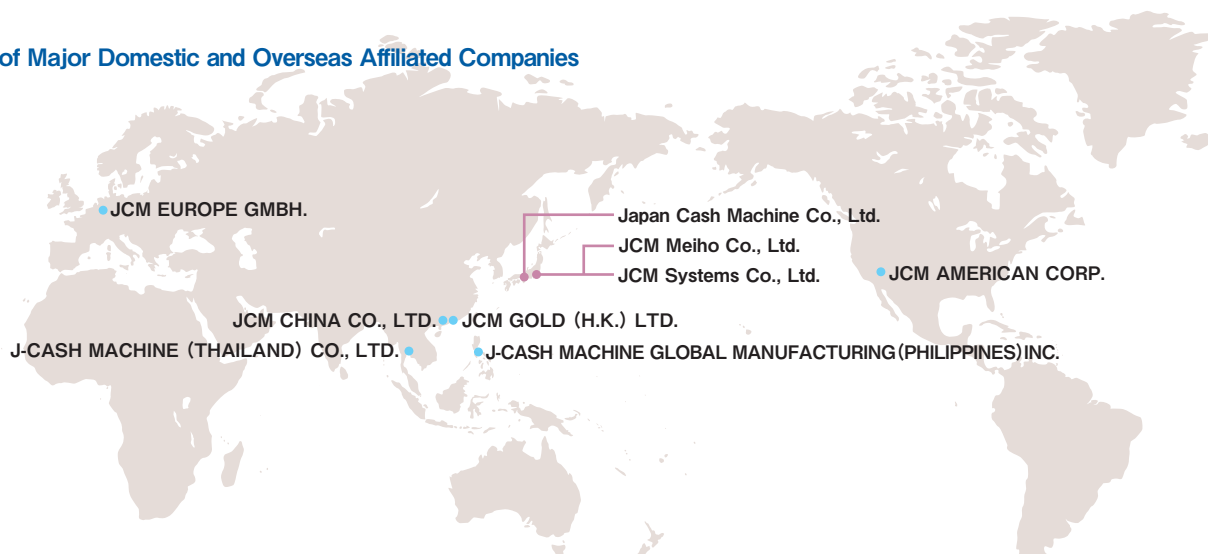 of Major Domestic and Overseas Affiliated Companies
JCM EUROPE GMBH.
Japan Cash Machine Co., Ltd.
JCM Meiho Co., Ltd.
JCM Systems Co., Ltd.
JCM AMERICAN CORP.
JCM CHINA CO., LTD.
JCM GOLD (H.K.) LTD.
J-CASH MACHINE (THAILAND) CO., LTD.
J-CASH MACHINE GLOBAL MANUFACTURING(PHILIPPINES)INC.